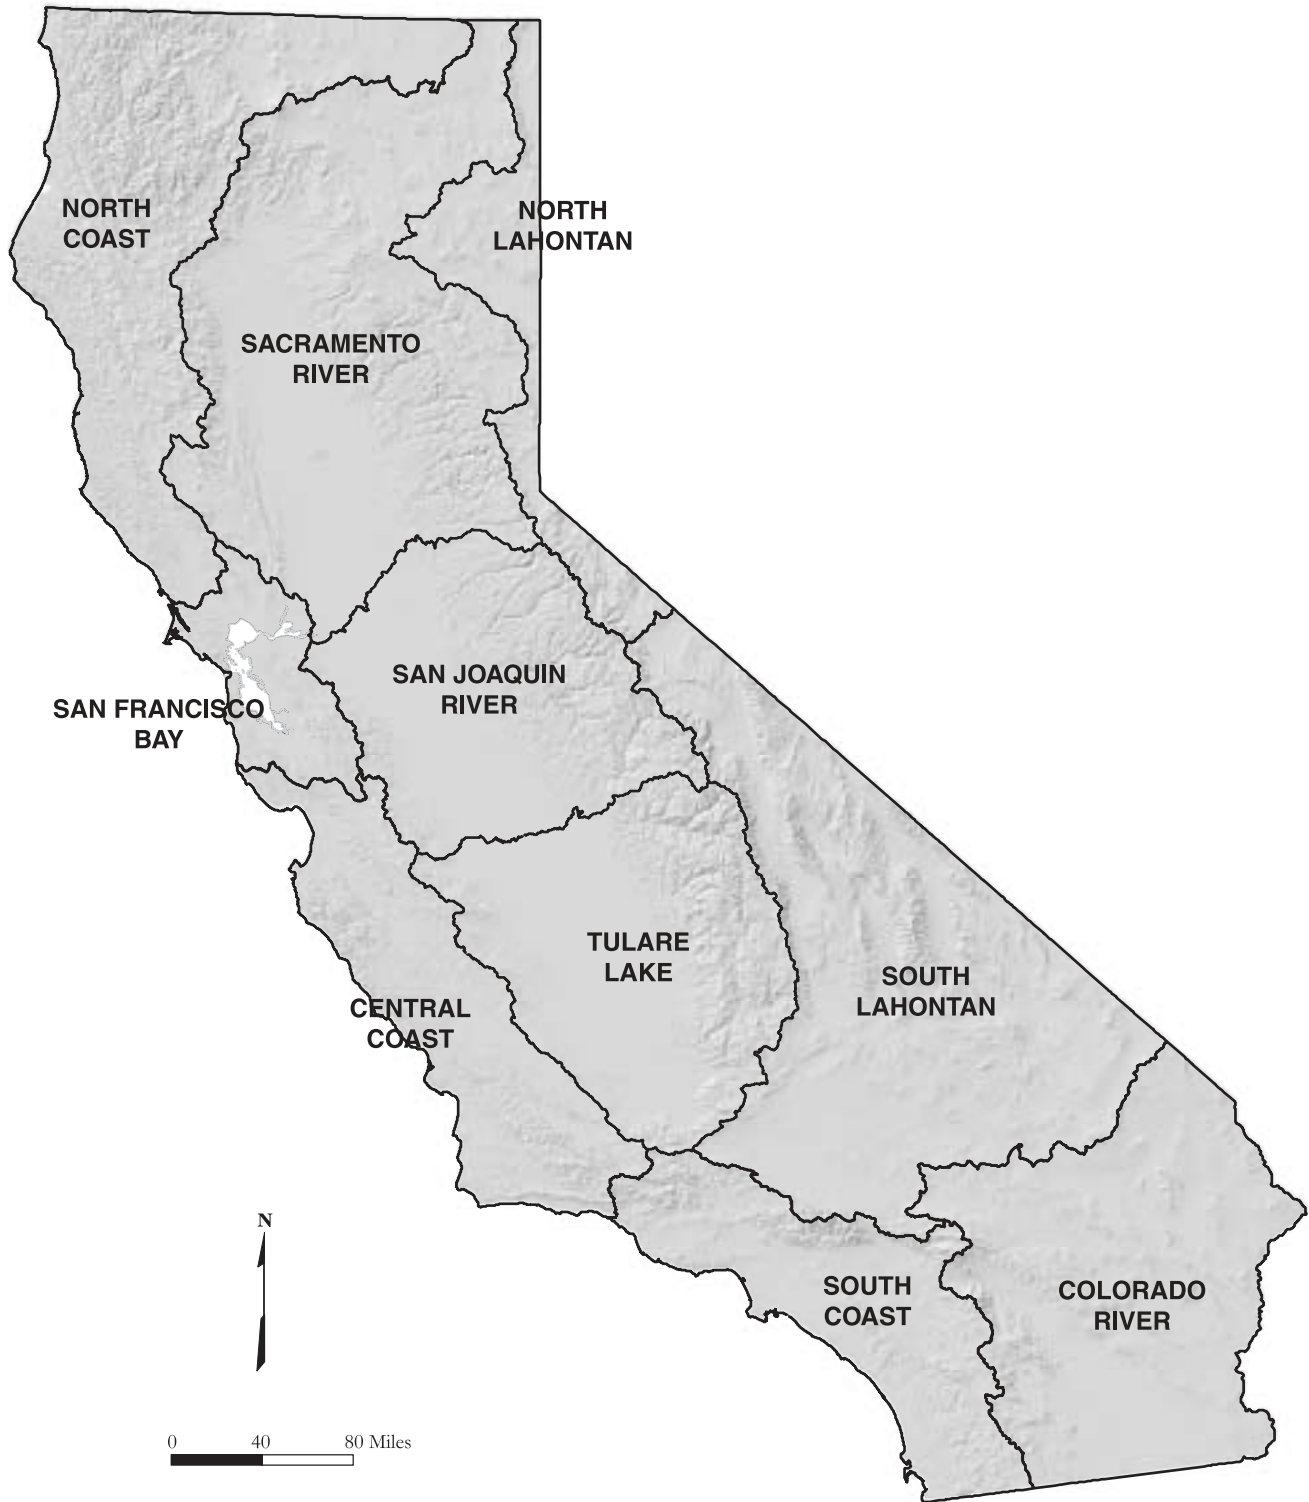 NORTH
COAST
NORTH
LAHONTAN
SACRAMENTO
RIVER
SAN JOAQUIN
RIVER
SAN FRANCISCO
BAY
TULARE
LAKE
SOUTH
LAHONTAN
CENTRAL
COAST
N
SOUTH
COAST
COLORADO
RIVER
0 40 80 Miles